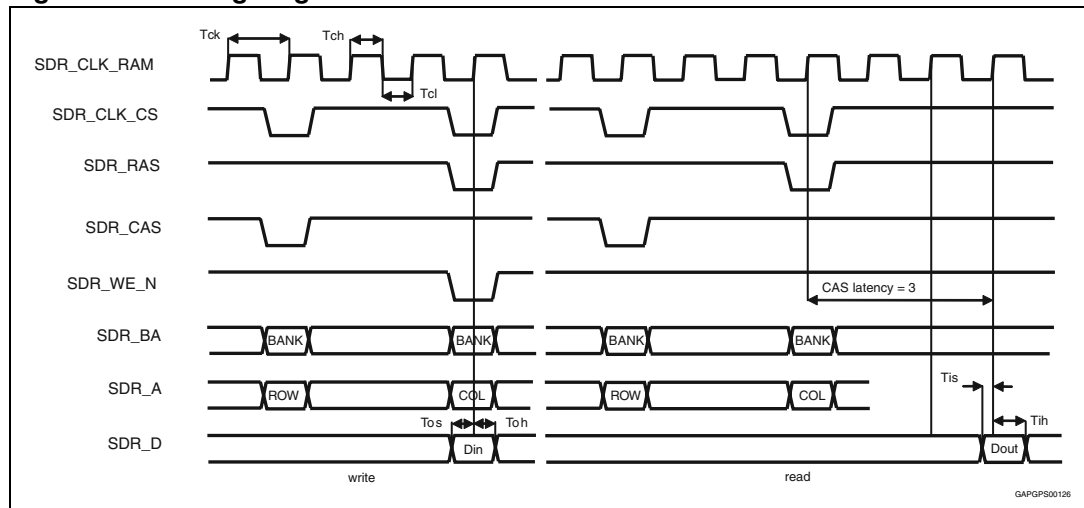 Tck
Tch
SDR_CLK_RAM
Tcl
SDR_CLK_CS
SDR_RAS
SDR_CAS
SDR_WE_N
CAS latency = 3
SDR_BA
BANK
BANK
BANK
BANK
SDR_A
ROW
COL
ROW
COL
Tis
Tos
Toh
Tih
SDR_D
Din
Dout
write
read
GAPGPS00126